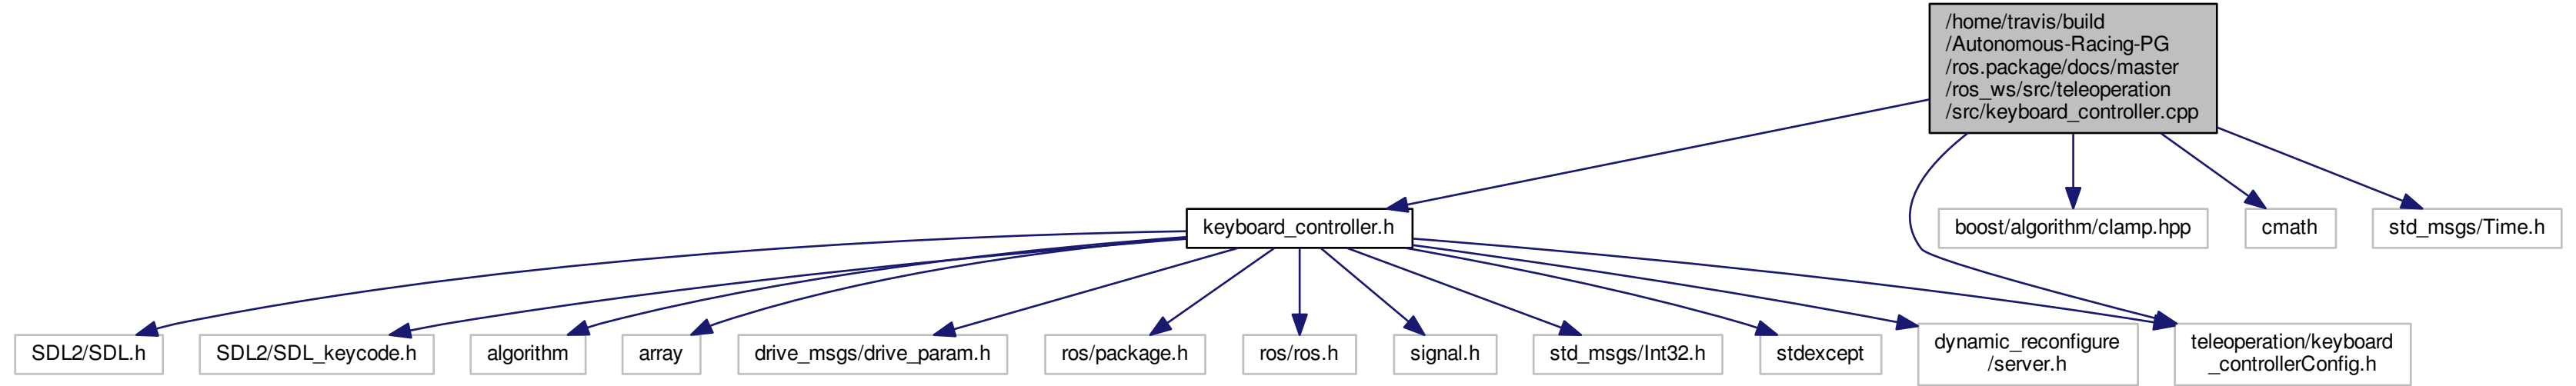 /home/travis/build
/Autonomous-Racing-PG
/ros.package/docs/master
/ros_ws/src/teleoperation
/src/keyboard_controller.cpp
keyboard_controller.h
boost/algorithm/clamp.hpp
cmath
std_msgs/Time.h
SDL2/SDL.h
SDL2/SDL_keycode.h
algorithm
array
drive_msgs/drive_param.h
ros/package.h
ros/ros.h
signal.h
std_msgs/Int32.h
stdexcept
dynamic_reconfigure
/server.h
teleoperation/keyboard
_controllerConfig.h